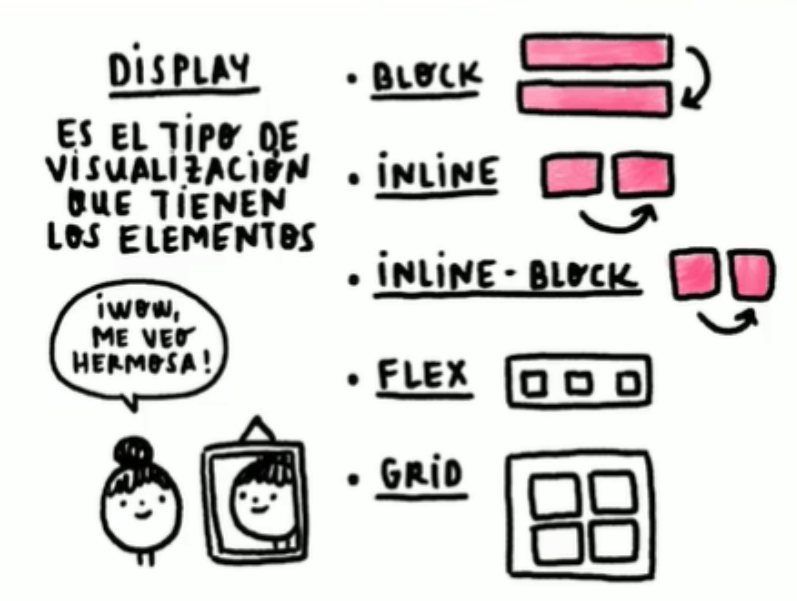 DISPLAY
ES EL TIPO DE
VISUALIZACIÓN
QUE TIENEN
LOS ELEMENTOS
¡WOW,
ME VEO
HERMOSA!
• BLOCK
• INLINE
• INLINE-BLOCK
• FLEX
• GRID